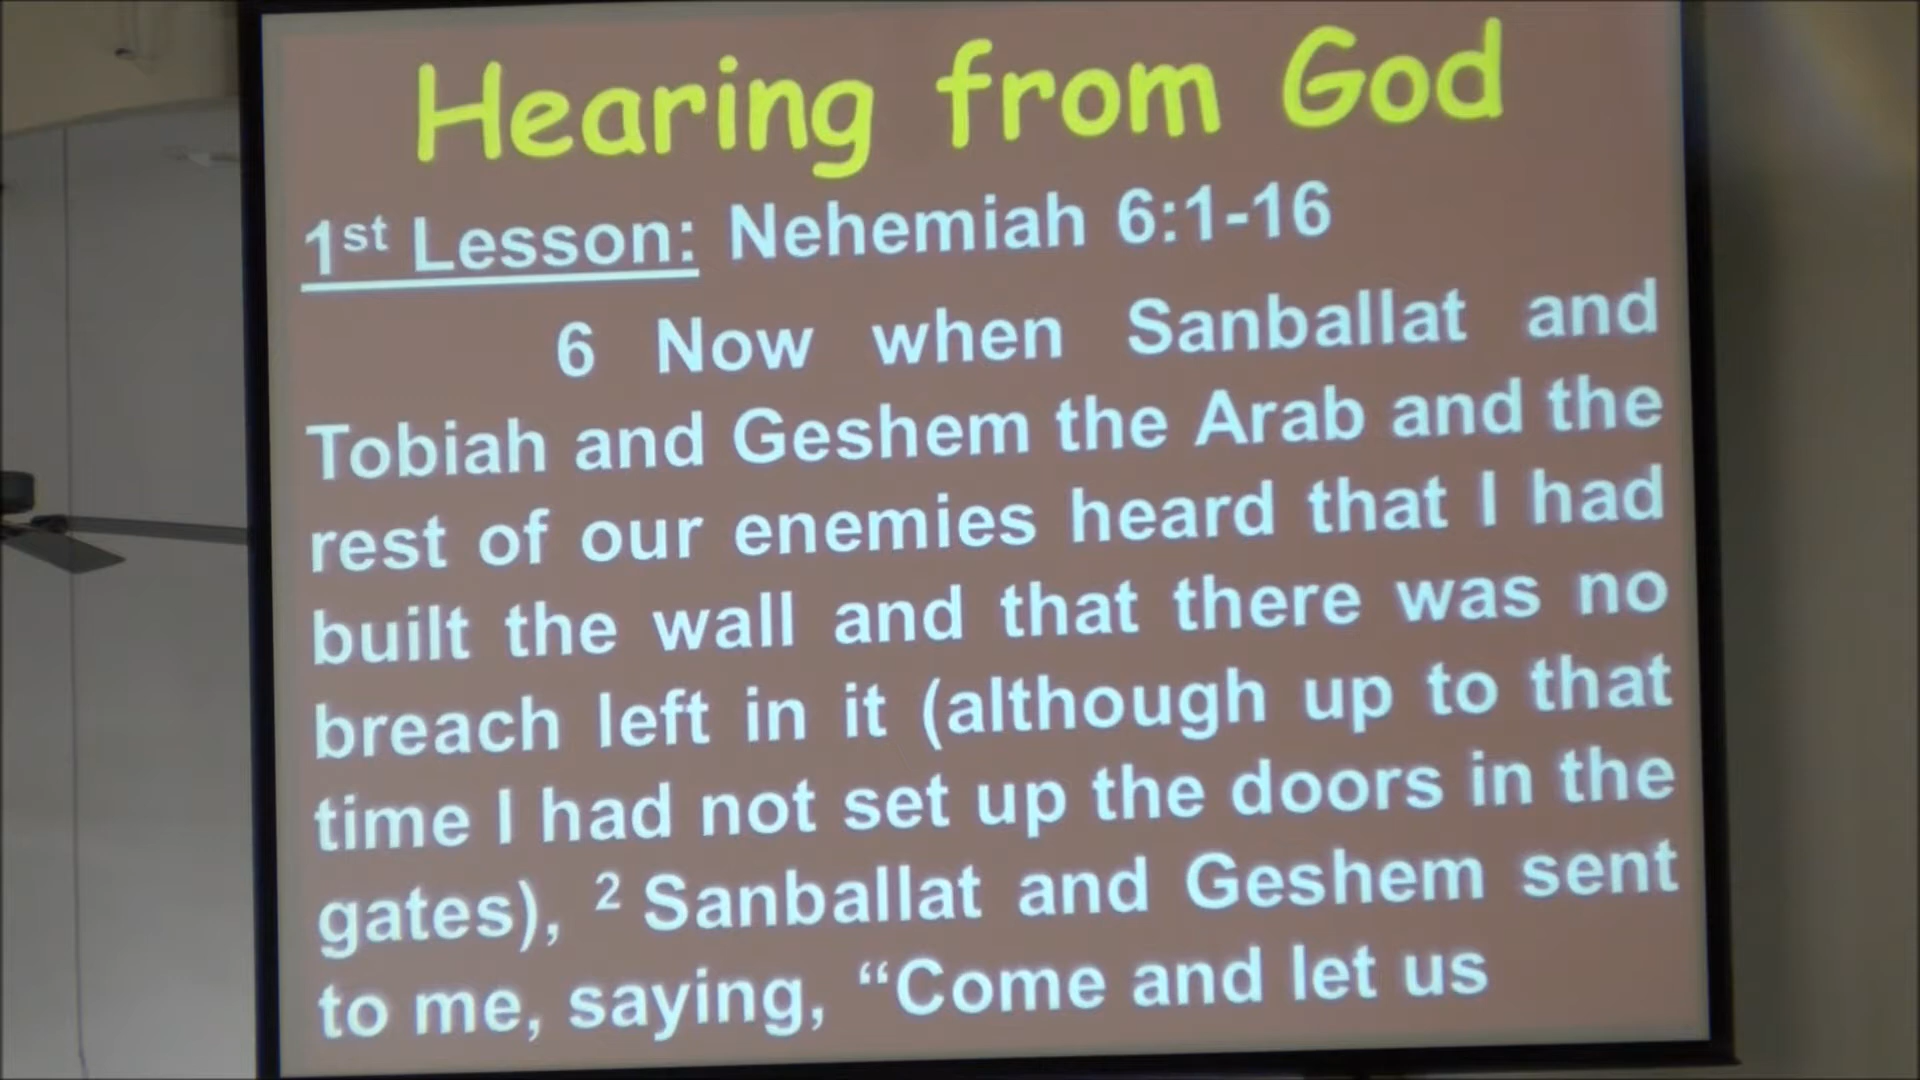 Hearing from God
1st Lesson: Nehemiah 6:1-16
6 Now when Sanballat and
Tobiah and Geshem the Arab and the
rest of our enemies heard that I had
built the wall and that there was no
breach left in it (although up to that
time I had not set up the doors in the
gates), 2 Sanballat and Geshem sent
to me, saying, “Come and let us